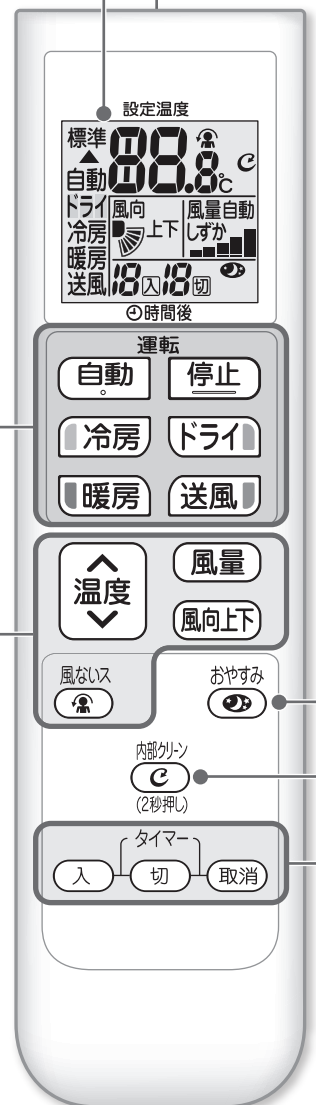 設定温度
標準
▲
自動
88.8℃
ドライ 風向 風量自動
冷房 上下 しずか
暖房
送風 18入18切
時間後
運転
自動 停止
冷房 ドライ
暖房 送風
温度 風量
風向上下
風ないス おやすみ
内部クリーン
(2秒押し)
タイマー
入 切 取消